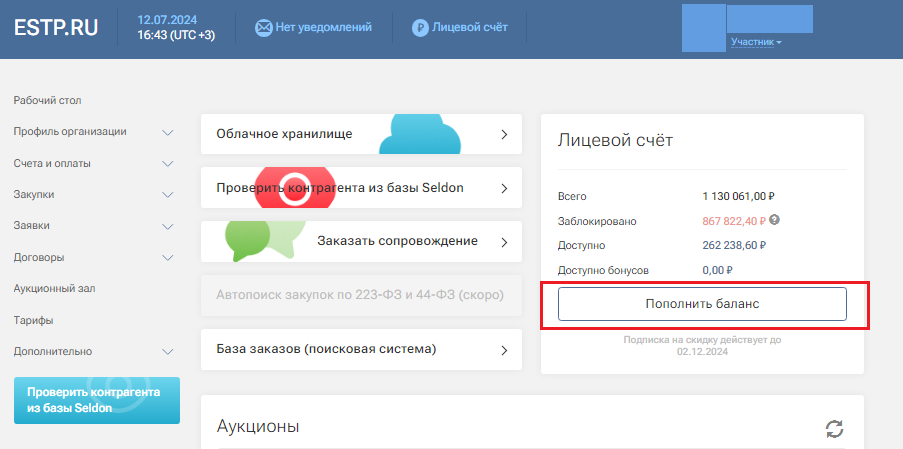 ESTP.RU
12.07.2024
16:43 (UTC +3)
Нет уведомлений
Лицевой счёт
Участник
Рабочий стол
Профиль организации
Счета и оплаты
Закупки
Заявки
Договоры
Аукционный зал
Тарифы
Дополнительно
Проверить контрагента
из базы Seldon
Облачное хранилище
Проверить контрагента из базы Seldon
Заказать сопровождение
Автопоиск закупок по 223-ФЗ и 44-ФЗ (скоро)
База заказов (поисковая система)
Лицевой счёт
Всего 1 130 061,00 ₽
Заблокировано 867 822,40 ₽ ?
Доступно 262 238,60 ₽
Доступно бонусов 0,00 ₽
Пополнить баланс
Подписка на скидку действует до
02.12.2024
Аукционы